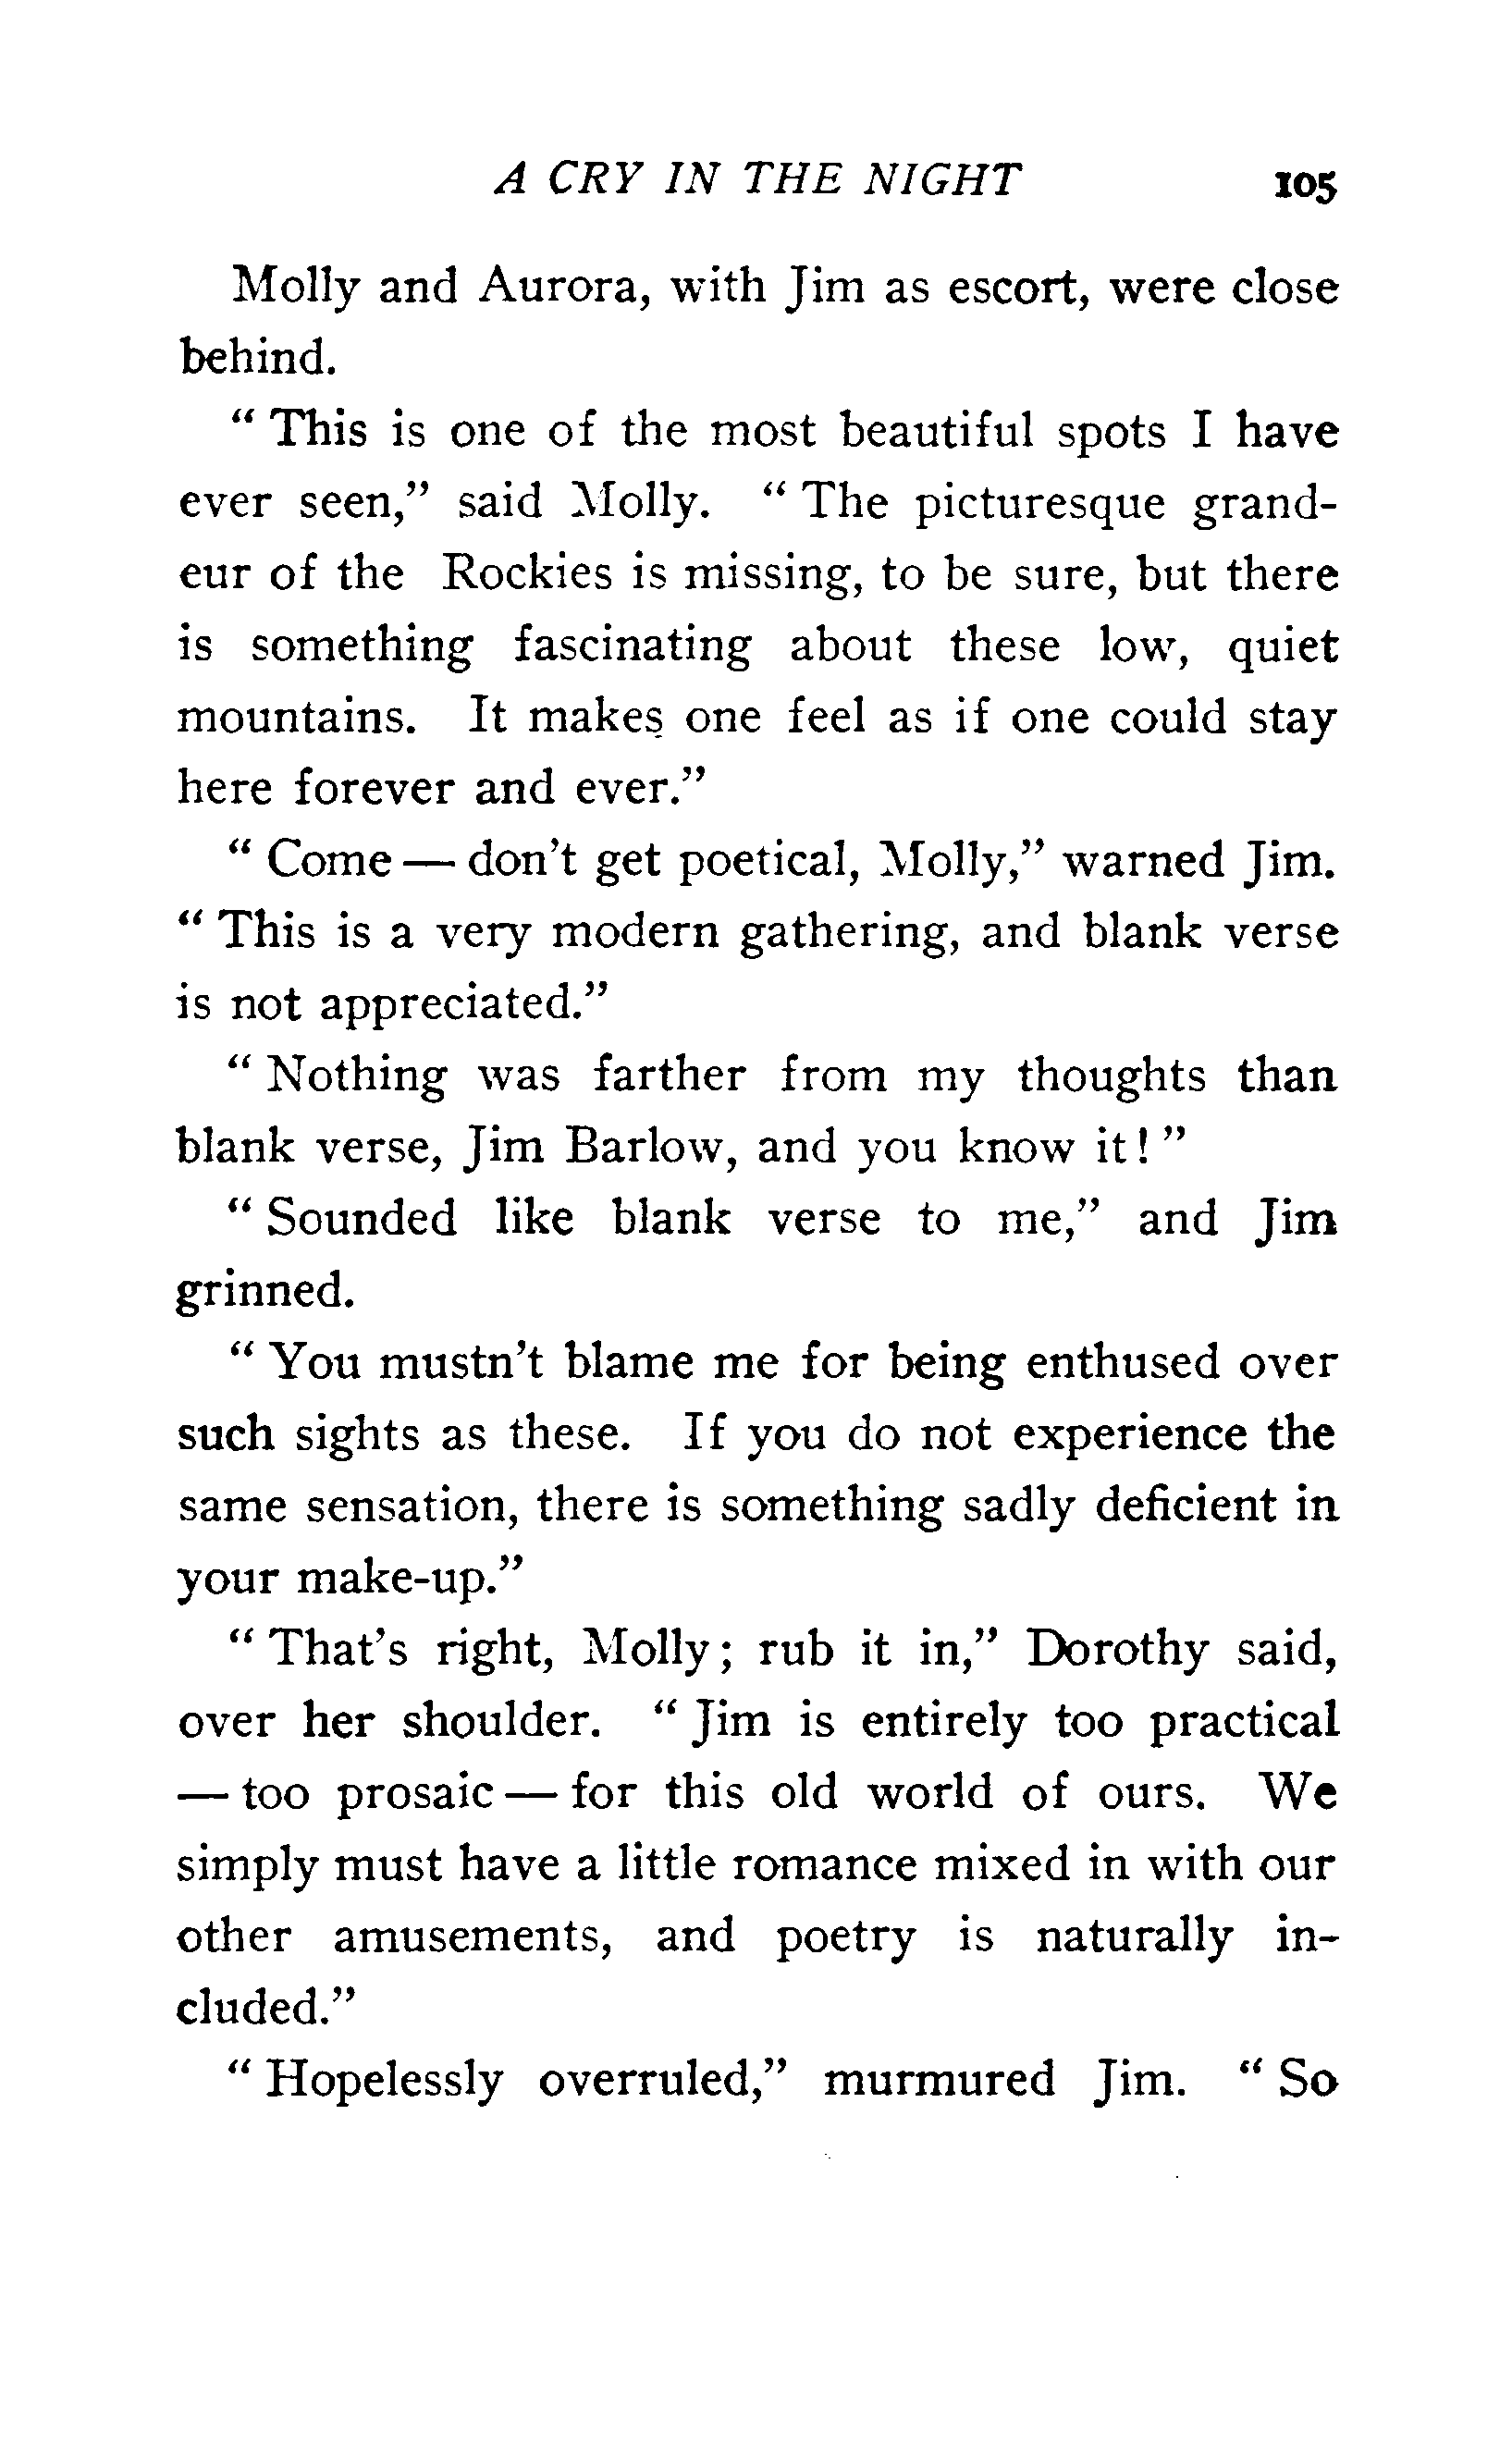 A CRY IN THE NIGHT 105
Molly and Aurora, with Jim as escort, were close
behind.
“ This is one of the most beautiful spots I have
ever seen,” said Molly. “ The picturesque grand-
eur of the Rockies is missing, to be sure, but there
is something fascinating about these low, quiet
mountains. It makes one feel as if one could stay
here forever and ever.”
“ Come — don’t get poetical, Molly,” warned Jim.
“ This is a very modern gathering, and blank verse
is not appreciated.”
“ Nothing was farther from my thoughts than
blank verse, Jim Barlow, and you know it! ”
“ Sounded like blank verse to me,” and Jim
grinned.
“ You mustn’t blame me for being enthused over
such sights as these. If you do not experience the
same sensation, there is something sadly deficient in
your make-up.”
“ That’s right, Molly; rub it in,” Dorothy said,
over her shoulder. “ Jim is entirely too practical
— too prosaic — for this old world of ours. We
simply must have a little romance mixed in with our
other amusements, and poetry is naturally in-
cluded.”
“ Hopelessly overruled,” murmured Jim. “ So